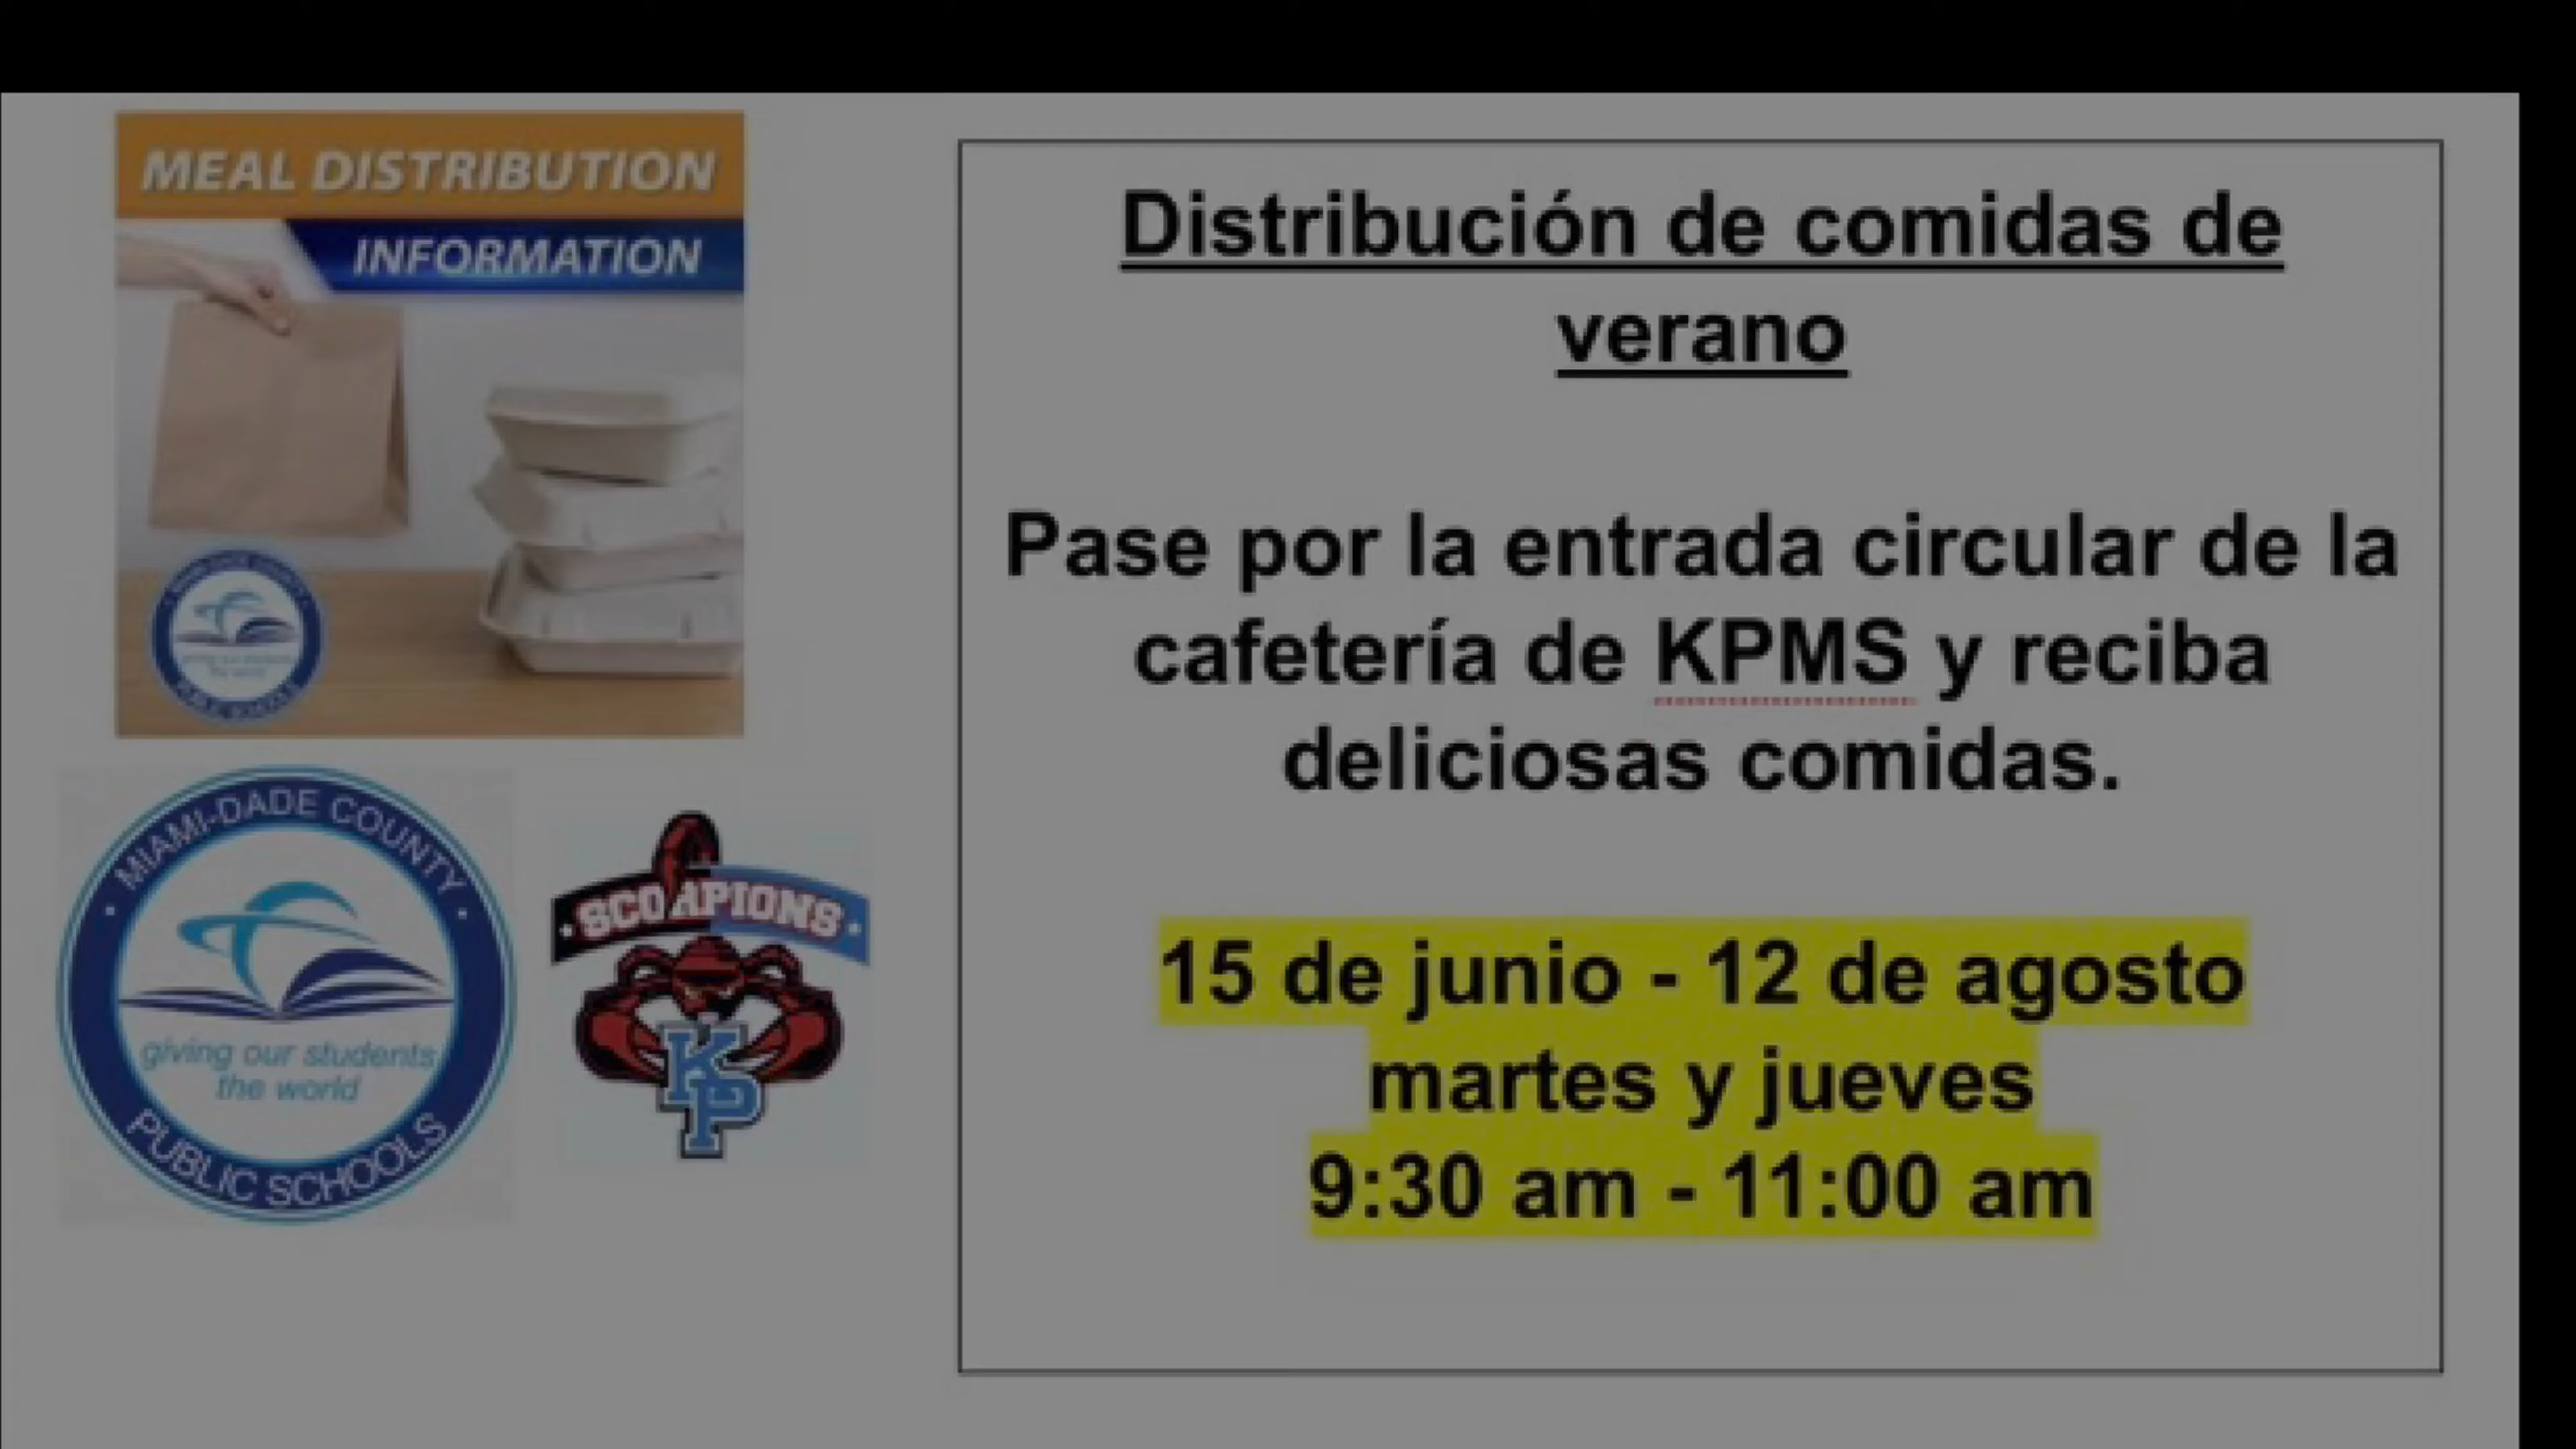 MEAL DISTRIBUTION
INFORMATION
MIAMI-DADE COUNTY
giving our students
the world
PUBLIC SCHOOLS
SCORPIONS
KP
Distribución de comidas de
verano
Pase por la entrada circular de la
cafetería de KPMS y reciba
deliciosas comidas.
15 de junio - 12 de agosto
martes y jueves
9:30 am - 11:00 am